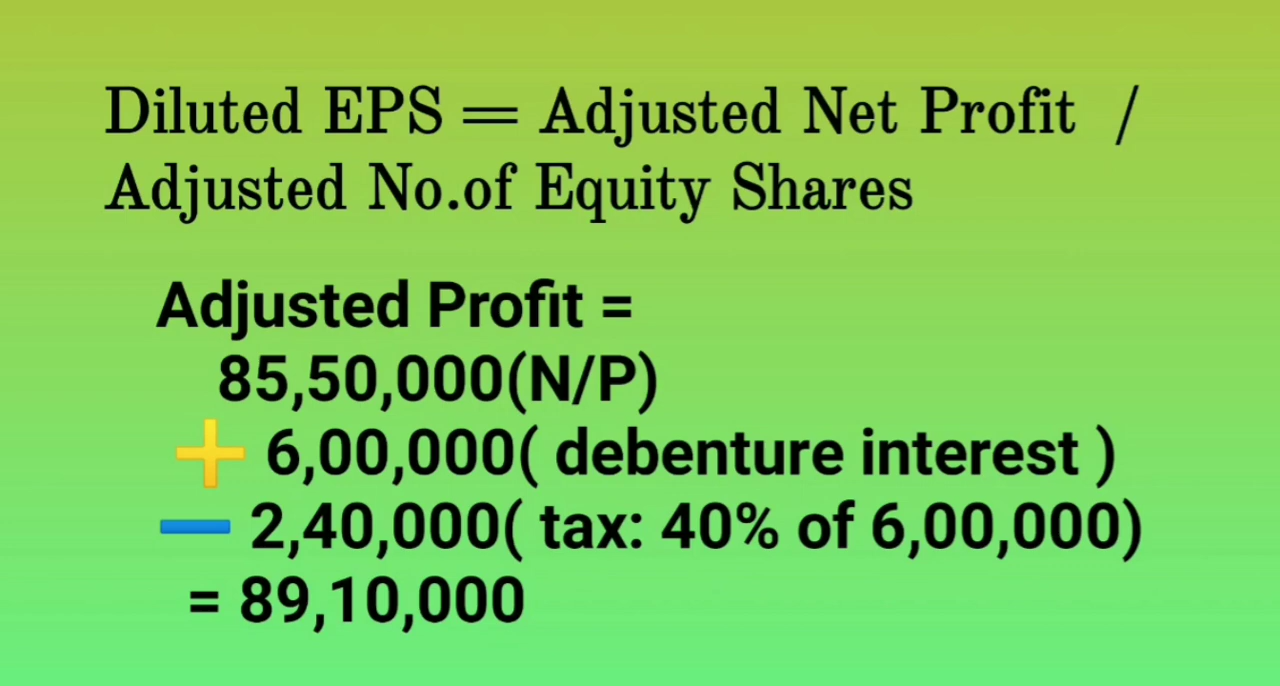 Diluted EPS = Adjusted Net Profit /
Adjusted No.of Equity Shares
Adjusted Profit =
85,50,000(N/P)
➕ 6,00,000( debenture interest )
➖ 2,40,000( tax: 40% of 6,00,000)
= 89,10,000